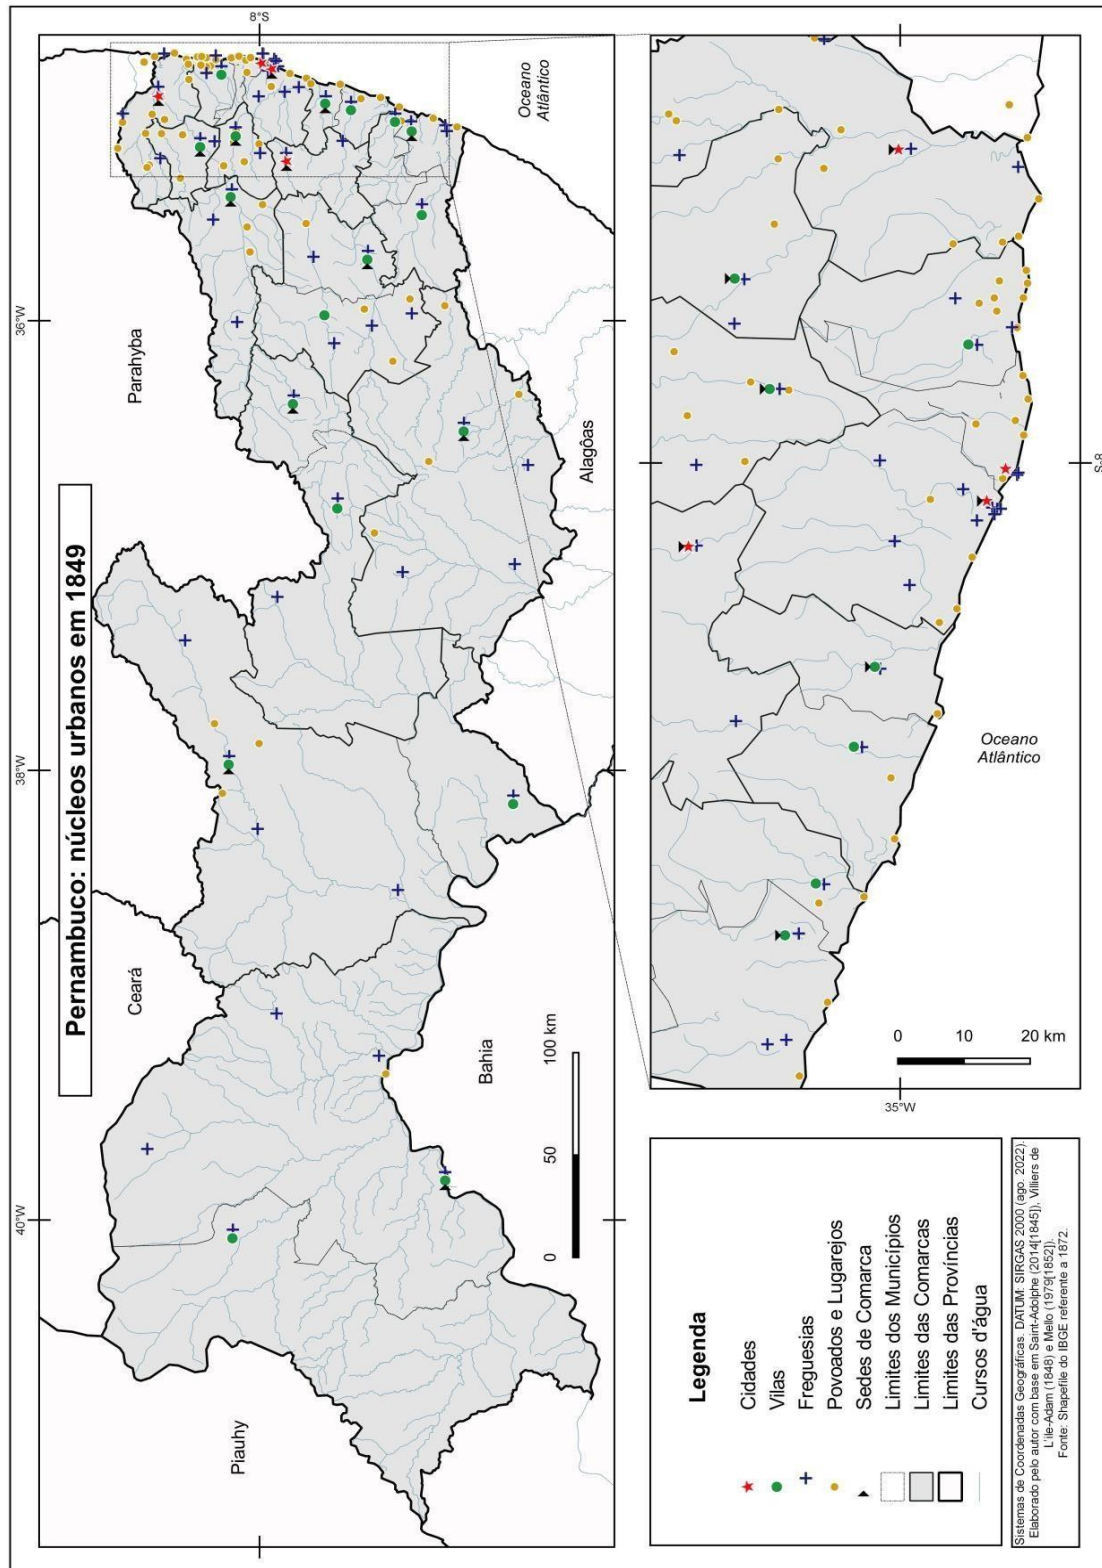 Pernambuco: núcleos urbanos em 1849
Piauhy
Ceará
Parahyba
Bahia
Alagôas
Oceano
Atlântico
40°W
38°W
36°W
8°S
0 50 100 km
Legenda
Cidades
Vilas
Freguesias
Povoados e Lugarejos
Sedes de Comarca
Limites dos Municípios
Limites das Comarcas
Limites das Províncias
Cursos d'água
Sistemas de Coordenadas Geográficas. DATUM: SIRGAS 2000 (ago. 2022).
Elaborado pelo autor com base em Saint-Adolphe (2014[1845]), Villiers de
L'ile-Adam (1848) e Mello (1979[1852]).
Fonte: Shapefile do IBGE referente a 1872.
35°W
8°S
Oceano
Atlântico
0 10 20 km